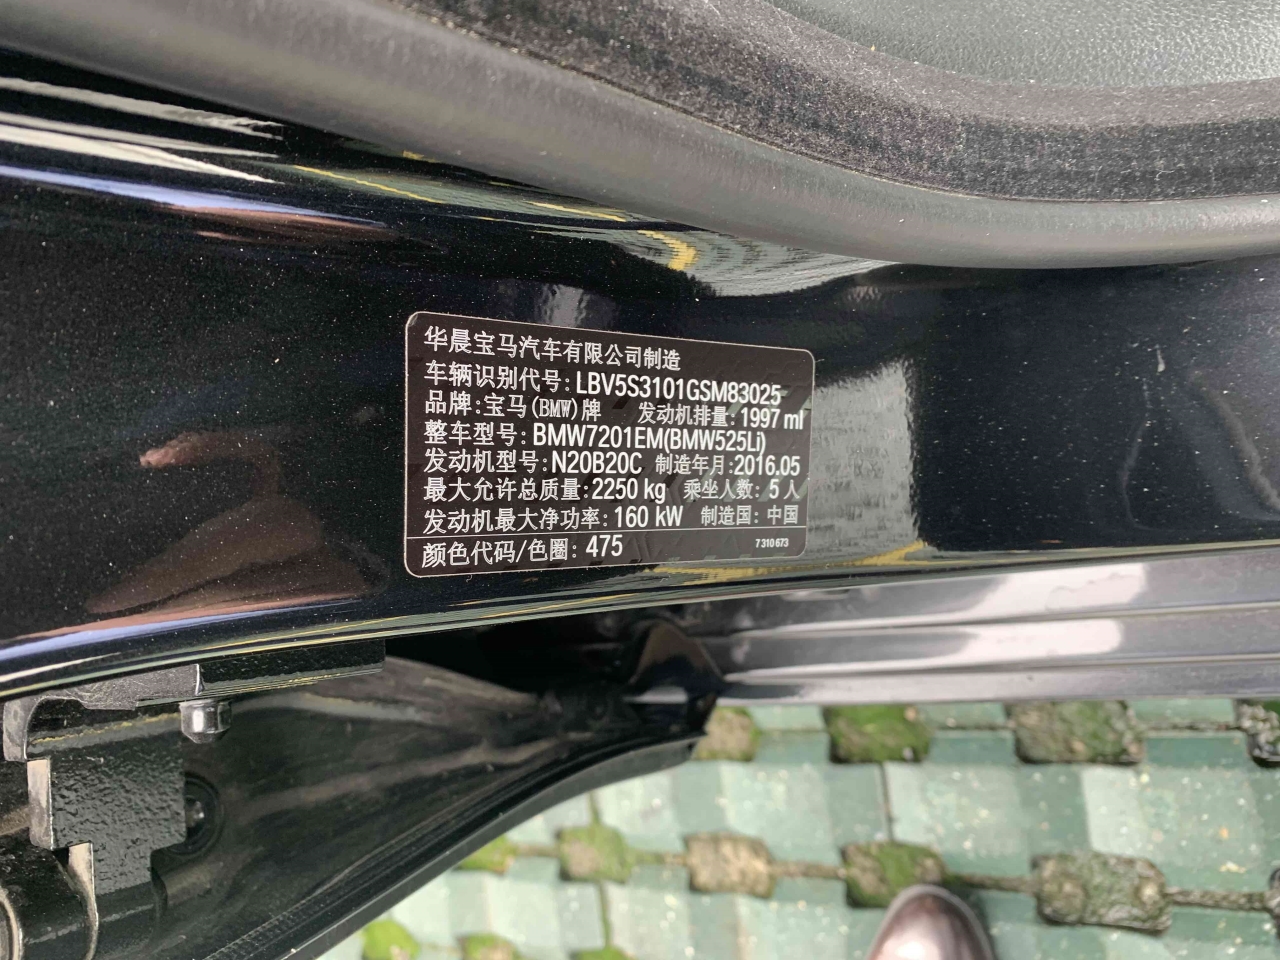 华晨宝马汽车有限公司制造
车辆识别代号: LBV5S3101GSM83025
品牌:宝马(BMW)牌 发动机排量: 1997 ml
整车型号: BMW7201EM(BMW525Li)
发动机型号: N20B20C 制造年月:2016.05
最大允许总质量: 2250 kg 乘坐人数: 5 人
发动机最大净功率: 160 kW 制造国: 中国
颜色代码/色圈: 475 7 310 673